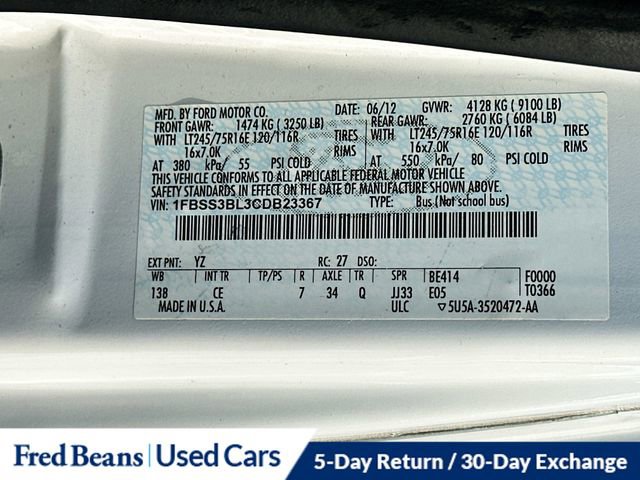 MFD. BY FORD MOTOR CO. DATE: 06/12 GVWR: 4128 KG ( 9100 LB)
FRONT GAWR: 1474 KG ( 3250 LB) REAR GAWR: 2760 KG ( 6084 LB)
WITH LT245/75R16E 120/116R TIRES WITH LT245/75R16E 120/116R TIRES
16x7.0K RIMS 16x7.0K RIMS
AT 380 kPa/ 55 PSI COLD AT 550 kPa/ 80 PSI COLD
THIS VEHICLE CONFORMS TO ALL APPLICABLE FEDERAL MOTOR VEHICLE
SAFETY STANDARDS IN EFFECT ON THE DATE OF MANUFACTURE SHOWN ABOVE.
VIN: 1FBSS3BL3CDB23367 TYPE: Bus (Not school bus)
EXT PNT: YZ RC: 27 DSO:
WB INT TR TP/PS R AXLE TR SPR BE414 F0000
138 CE 7 34 Q JJ33 E05 T0366
MADE IN U.S.A. ULC ▽5U5A-3520472-AA
Fred Beans | Used Cars 5-Day Return / 30-Day Exchange